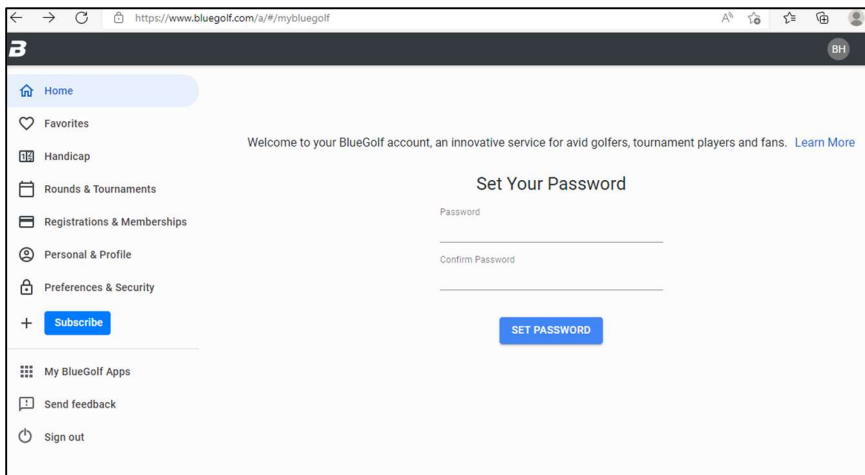 https://www.bluegolf.com/a/#/mybluegolf
B
BH
Home
Favorites
Handicap
Rounds & Tournaments
Registrations & Memberships
Personal & Profile
Preferences & Security
+ Subscribe
My BlueGolf Apps
Send feedback
Sign out
Welcome to your BlueGolf account, an innovative service for avid golfers, tournament players and fans. Learn More
Set Your Password
Password
Confirm Password
SET PASSWORD